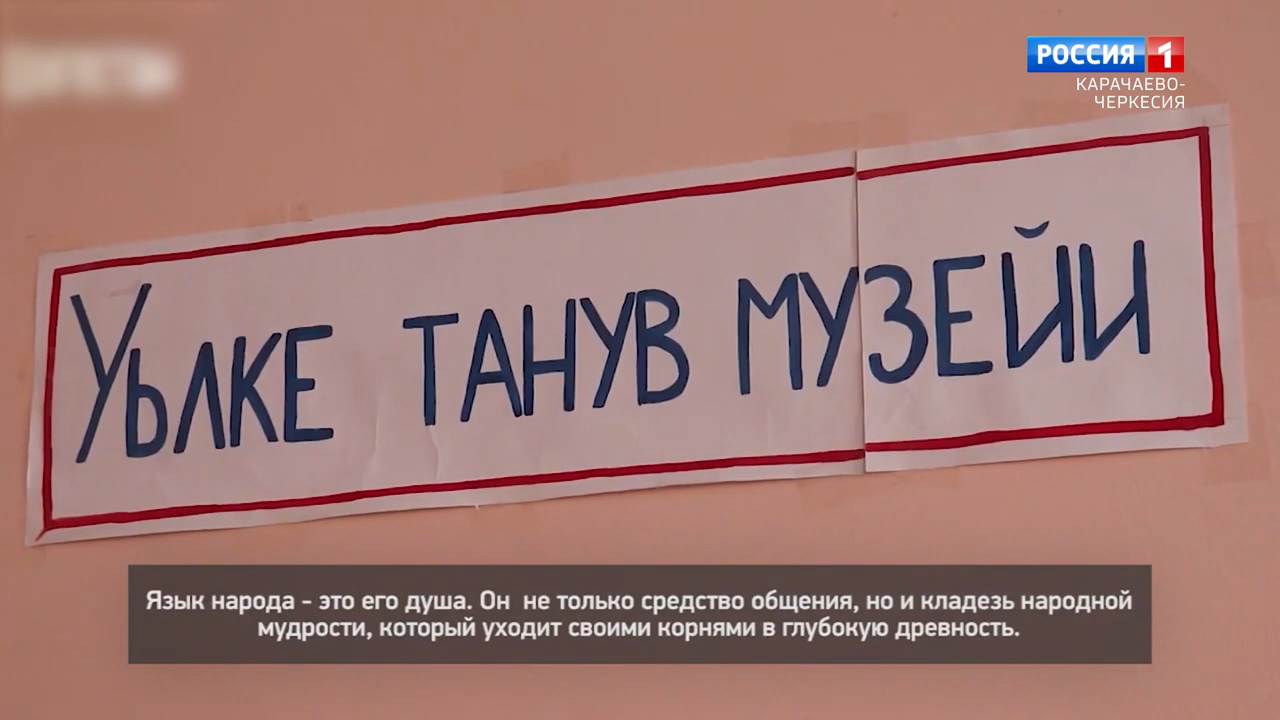 РОССИЯ 1
КАРАЧАЕВО-
ЧЕРКЕСИЯ
УЬЛКЕ ТАНУВ МУЗЕЙИ
Язык народа - это его душа. Он не только средство общения, но и кладезь народной
мудрости, который уходит своими корнями в глубокую древность.